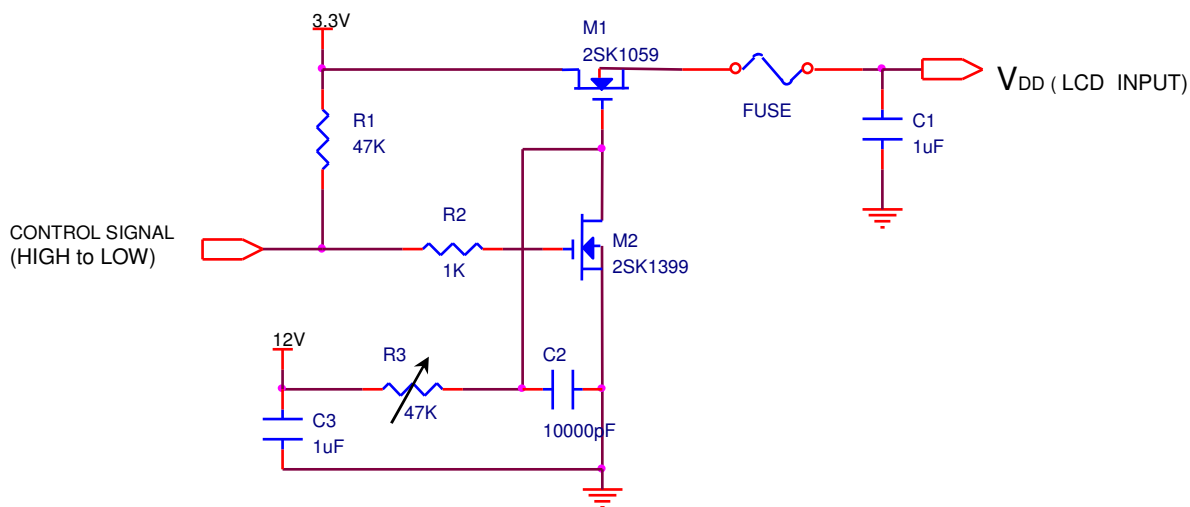 3.3V
M1
2SK1059
FUSE
VDD ( LCD INPUT)
R1
47K
C1
1uF
CONTROL SIGNAL
(HIGH to LOW)
R2
1K
M2
2SK1399
12V
R3
47K
C2
10000pF
C3
1uF